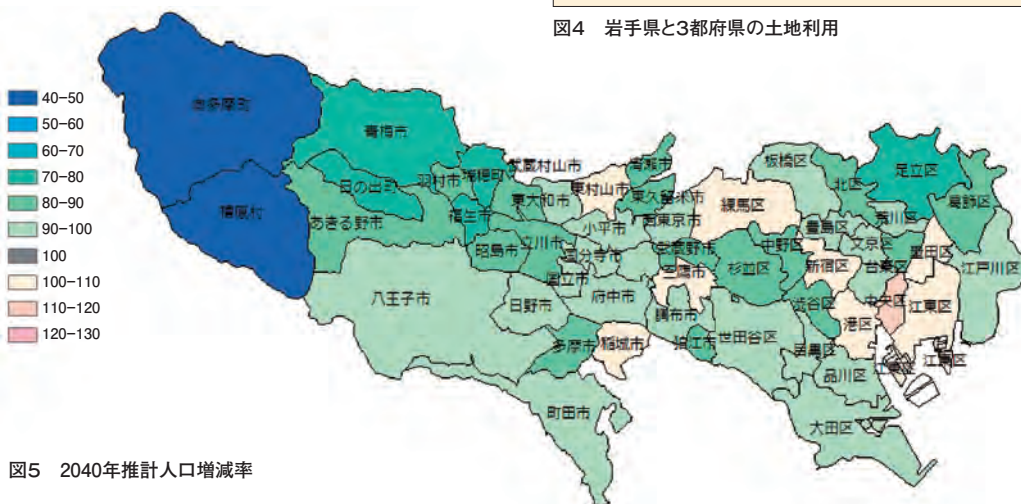 図4 岩手県と3都府県の土地利用
40-50
50-60
60-70
70-80
80-90
90-100
100
100-110
110-120
120-130
奥多摩町
檜原村
青梅市
日の出町
あきる野市
羽村市
瑞穂町
福生市
武蔵村山市
東大和市
東村山市
清瀬市
東久留米市
西東京市
小平市
昭島市
立川市
国分寺市
国立市
武蔵野市
三鷹市
八王子市
日野市
府中市
調布市
狛江市
多摩市
稲城市
町田市
練馬区
板橋区
北区
足立区
葛飾区
荒川区
豊島区
文京区
台東区
墨田区
江戸川区
中野区
杉並区
新宿区
渋谷区
中央区
港区
江東区
江東区
江東区
世田谷区
目黒区
品川区
大田区
図5 2040年推計人口増減率